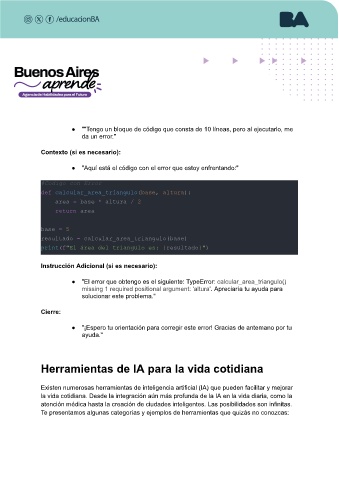 /educacionBA
BA
Buenos Aires
aprende
Agencia de Habilidades para el Futuro
● ""Tengo un bloque de código que consta de 10 líneas, pero al ejecutarlo, me
da un error."
Contexto (si es necesario):
● "Aquí está el código con el error que estoy enfrentando:"
#Código con error
def calcular_area_triangulo(base, altura):
area = base * altura / 2
return area
base = 5
resultado = calcular_area_triangulo(base)
print(f"El área del triángulo es: {resultado}")
Instrucción Adicional (si es necesario):
● "El error que obtengo es el siguiente: TypeError: calcular_area_triangulo()
missing 1 required positional argument: 'altura'. Apreciaría tu ayuda para
solucionar este problema."
Cierre:
● "¡Espero tu orientación para corregir este error! Gracias de antemano por tu
ayuda."
Herramientas de IA para la vida cotidiana
Existen numerosas herramientas de inteligencia artificial (IA) que pueden facilitar y mejorar
la vida cotidiana. Desde la integración aún más profunda de la IA en la vida diaria, como la
atención médica hasta la creación de ciudades inteligentes. Las posibilidades son infinitas.
Te presentamos algunas categorías y ejemplos de herramientas que quizás no conozcas: